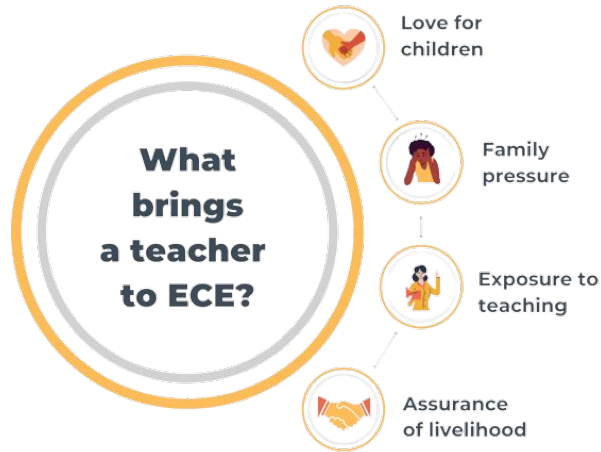 What
brings
a teacher
to ECE?
Love for
children
Family
pressure
Exposure to
teaching
Assurance
of livelihood